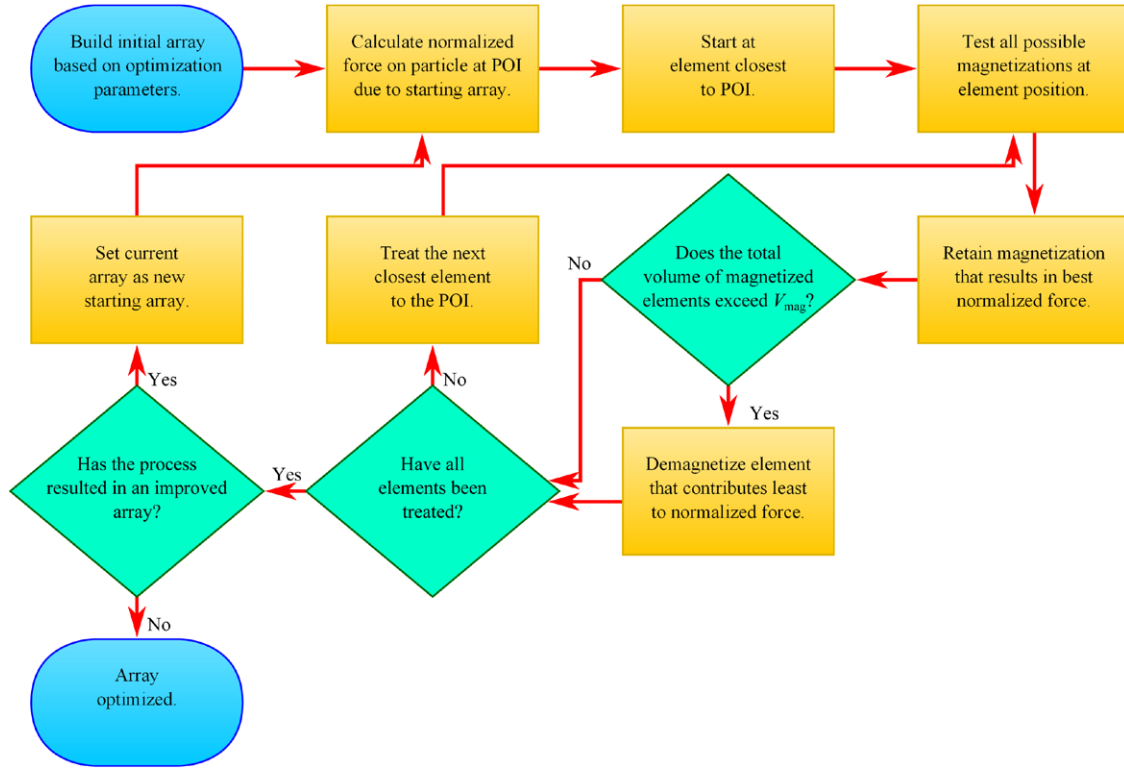 Build initial array
based on optimization
parameters.
Calculate normalized
force on particle at POI
due to starting array.
Start at
element closest
to POI.
Test all possible
magnetizations at
element position.
Set current
array as new
starting array.
Treat the next
closest element
to the POI.
No
Does the total
volume of magnetized
elements exceed Vmag?
Retain magnetization
that results in best
normalized force.
Yes
No
Yes
Has the process
resulted in an improved
array?
Yes
Have all
elements been
treated?
Demagnetize element
that contributes least
to normalized force.
No
Array
optimized.